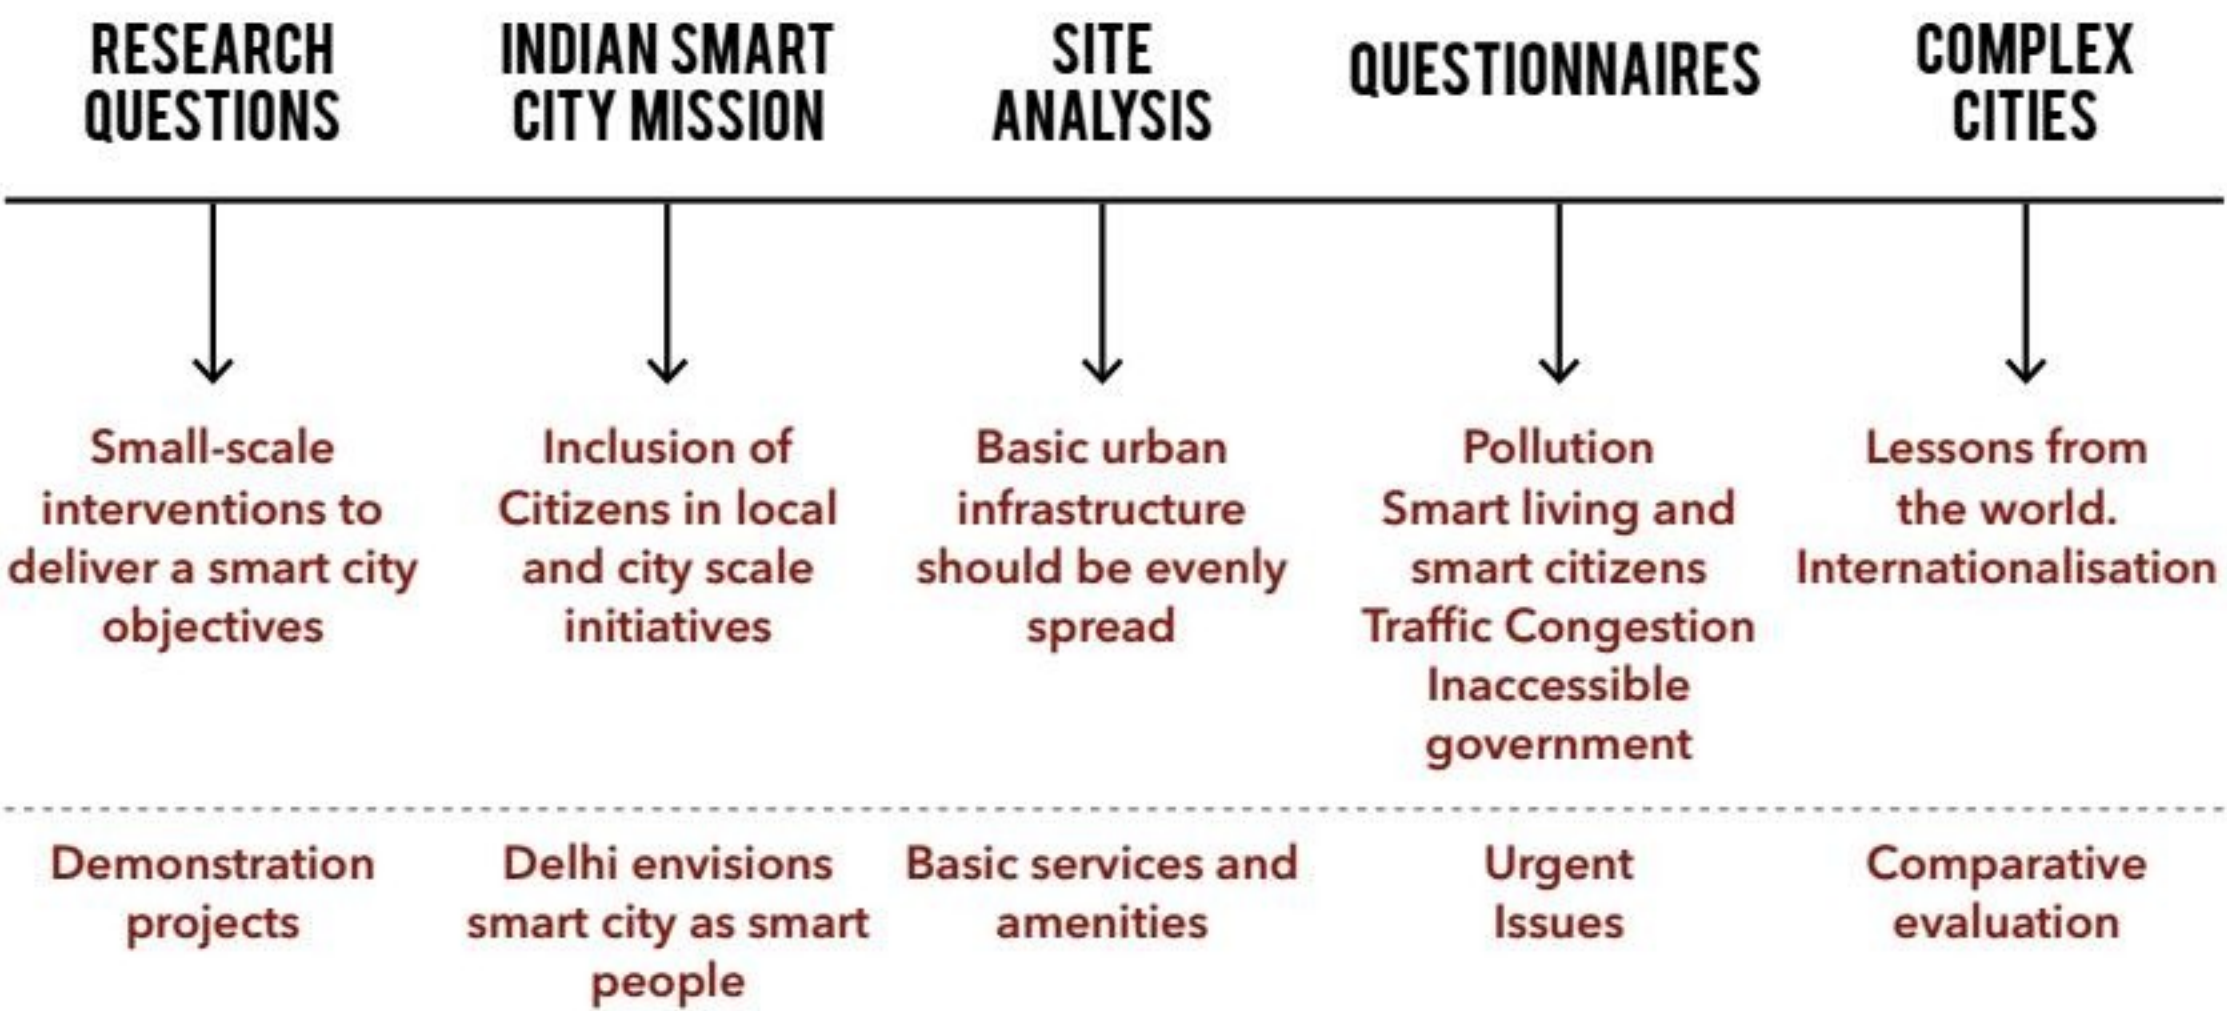 RESEARCH
QUESTIONS
INDIAN SMART
CITY MISSION
SITE
ANALYSIS
QUESTIONNAIRES
COMPLEX
CITIES
Small-scale
interventions to
deliver a smart city
objectives
Inclusion of
Citizens in local
and city scale
initiatives
Basic urban
infrastructure
should be evenly
spread
Pollution
Smart living and
smart citizens
Traffic Congestion
Inaccessible
government
Lessons from
the world.
Internationalisation
Demonstration
projects
Delhi envisions
smart city as smart
people
Basic services and
amenities
Urgent
Issues
Comparative
evaluation